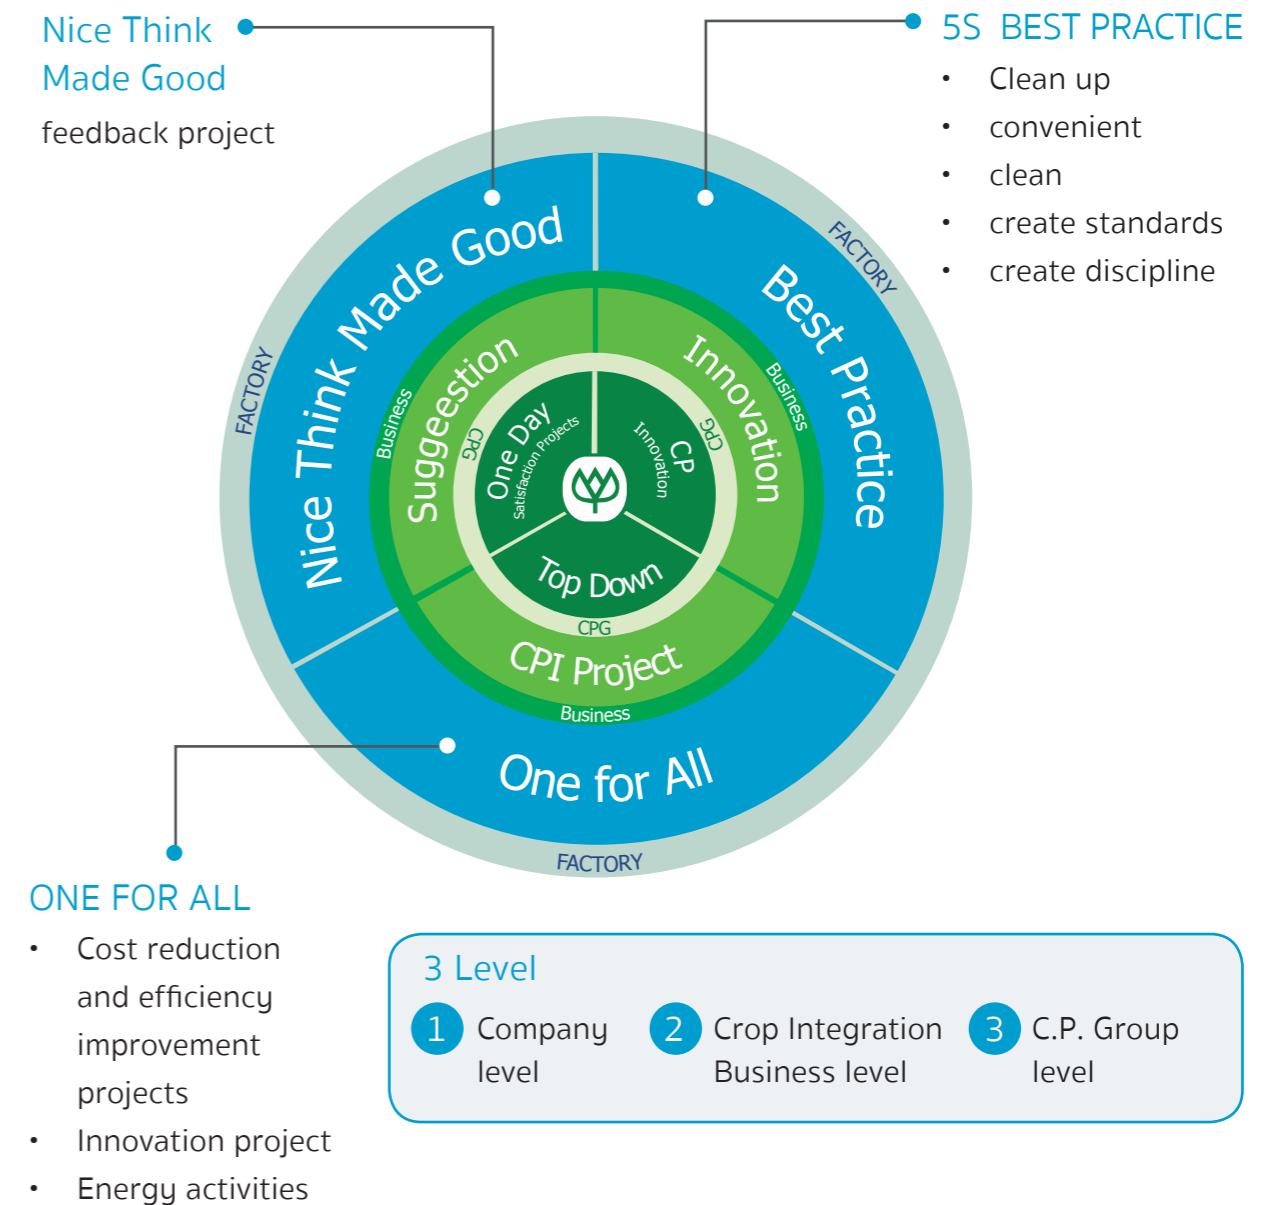 Nice Think
Made Good
feedback project
5S BEST PRACTICE
• Clean up
• convenient
• clean
• create standards
• create discipline
FACTORY
FACTORY
FACTORY
Nice Think Made Good
Best Practice
One for All
Business
Business
Business
Suggeestion
Innovation
CPI Project
CPG
CPG
CPG
One Day
Satisfaction Projects
CP
Innovation
Top Down
ONE FOR ALL
• Cost reduction
and efficiency
improvement
projects
• Innovation project
• Energy activities
3 Level
1 Company
level
2 Crop Integration
Business level
3 C.P. Group
level